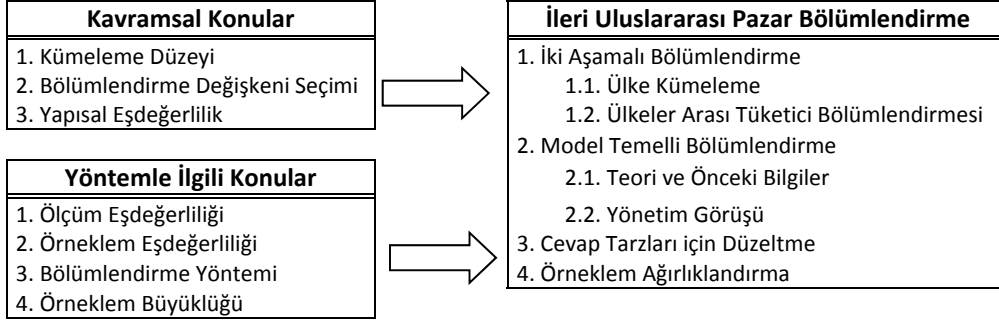 Kavramsal Konular
1. Kümeleme Düzeyi
2. Bölümlendirme Değişkeni Seçimi
3. Yapısal Eşdeğerlilik
Yöntemle İlgili Konular
1. Ölçüm Eşdeğerliliği
2. Örneklem Eşdeğerliliği
3. Bölümlendirme Yöntemi
4. Örneklem Büyüklüğü
İleri Uluslararası Pazar Bölümlendirme
1. İki Aşamalı Bölümlendirme
1.1. Ülke Kümeleme
1.2. Ülkeler Arası Tüketici Bölümlendirmesi
2. Model Temelli Bölümlendirme
2.1. Teori ve Önceki Bilgiler
2.2. Yönetim Görüşü
3. Cevap Tarzları için Düzeltme
4. Örneklem Ağırlıklandırma